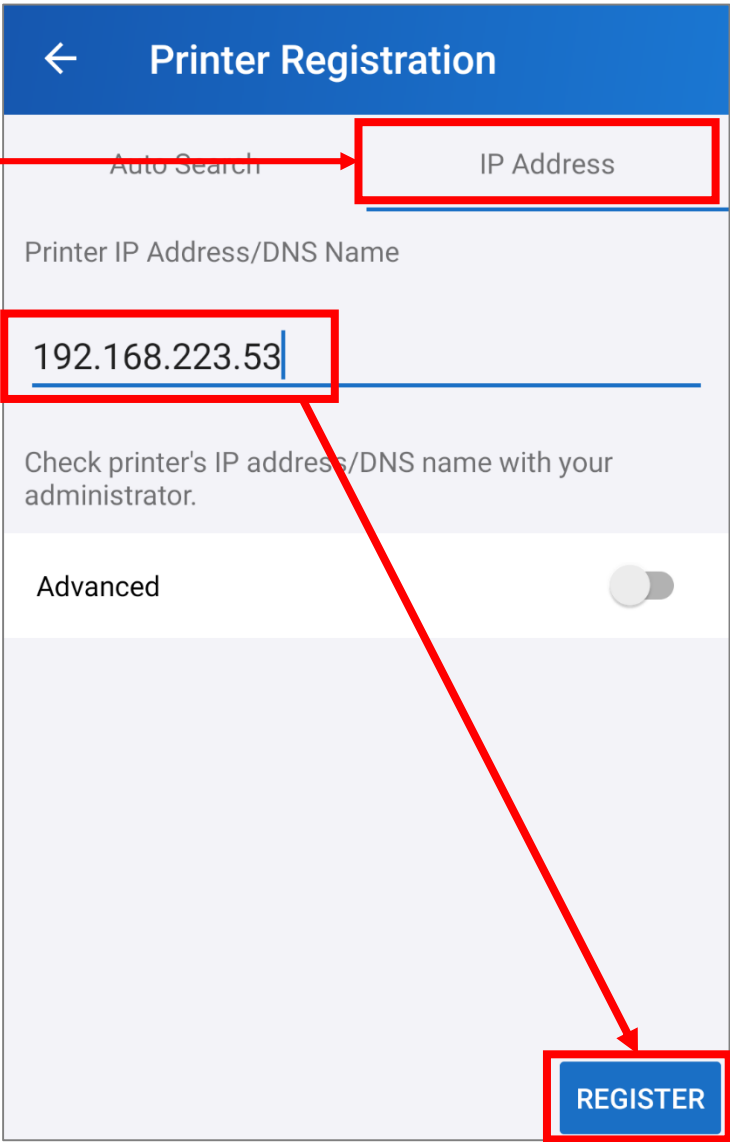 Printer Registration
Auto Search
IP Address
Printer IP Address/DNS Name
192.168.223.53
Check printer's IP address/DNS name with your
administrator.
Advanced
REGISTER